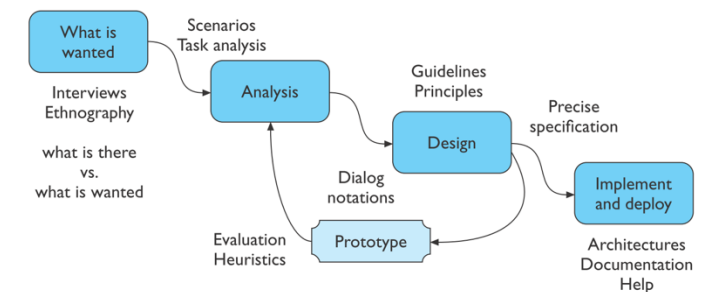 What is
wanted
Interviews
Ethnography
what is there
vs.
what is wanted
Scenarios
Task analysis
Analysis
Guidelines
Principles
Design
Dialog
notations
Prototype
Evaluation
Heuristics
Precise
specification
Implement
and deploy
Architectures
Documentation
Help